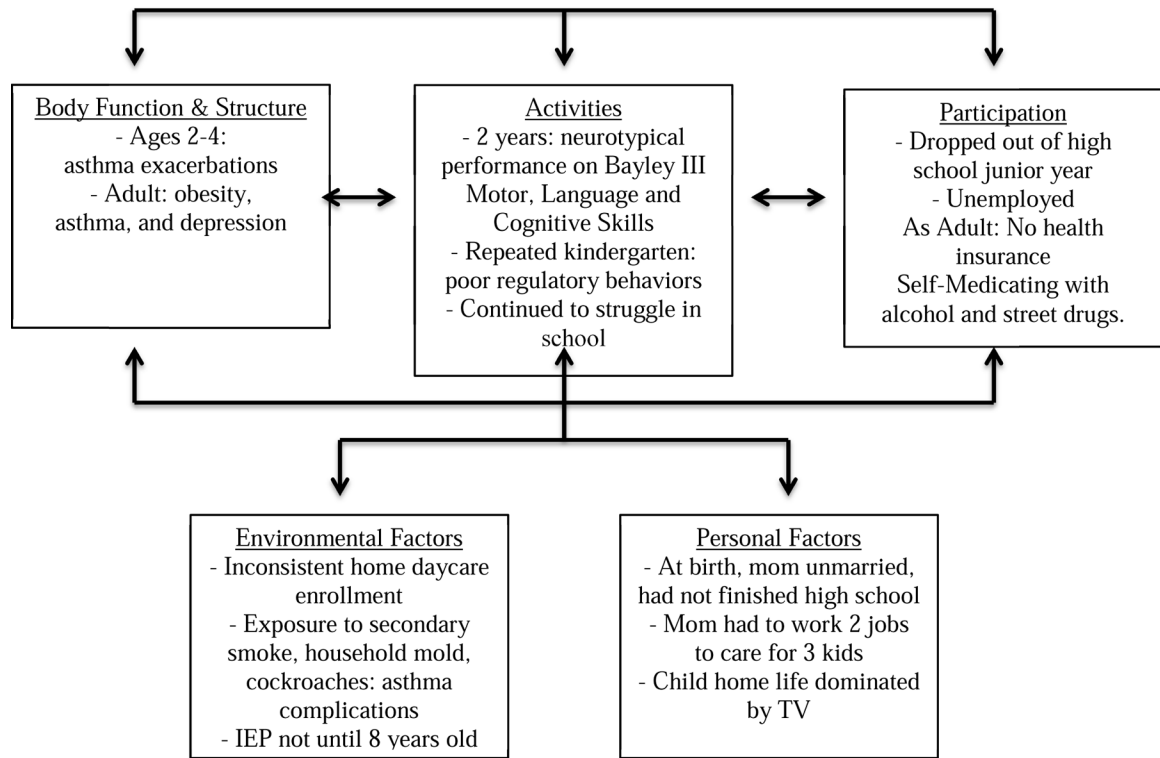 Body Function & Structure
- Ages 2-4:
asthma exacerbations
- Adult: obesity,
asthma, and depression
Activities
- 2 years: neurotypical
performance on Bayley III
Motor, Language and
Cognitive Skills
- Repeated kindergarten:
poor regulatory behaviors
- Continued to struggle in
school
Participation
- Dropped out of high
school junior year
- Unemployed
As Adult: No health
insurance
Self-Medicating with
alcohol and street drugs.
Environmental Factors
- Inconsistent home daycare
enrollment
- Exposure to secondary
smoke, household mold,
cockroaches: asthma
complications
- IEP not until 8 years old
Personal Factors
- At birth, mom unmarried,
had not finished high school
- Mom had to work 2 jobs
to care for 3 kids
- Child home life dominated
by TV